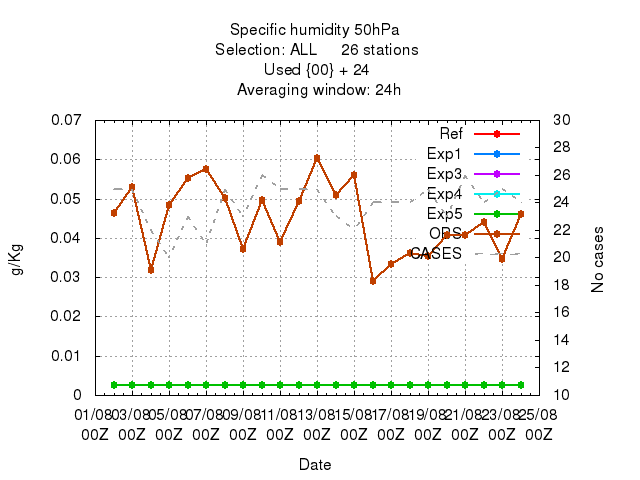 Specific humidity 50hPa
Selection: ALL 26 stations
Used {00} + 24
Averaging window: 24h
0.07
0.06
0.05
0.04
0.03
0.02
0.01
0
g/Kg
30
28
26
24
22
20
18
16
14
12
10
No cases
Ref
Exp1
Exp3
Exp4
Exp5
OBS
CASES
01/08 03/08 05/08 07/08 09/08 11/08 13/08 15/08 17/08 19/08 21/08 23/08 25/08
00Z 00Z 00Z 00Z 00Z 00Z 00Z 00Z 00Z 00Z 00Z 00Z 00Z
Date